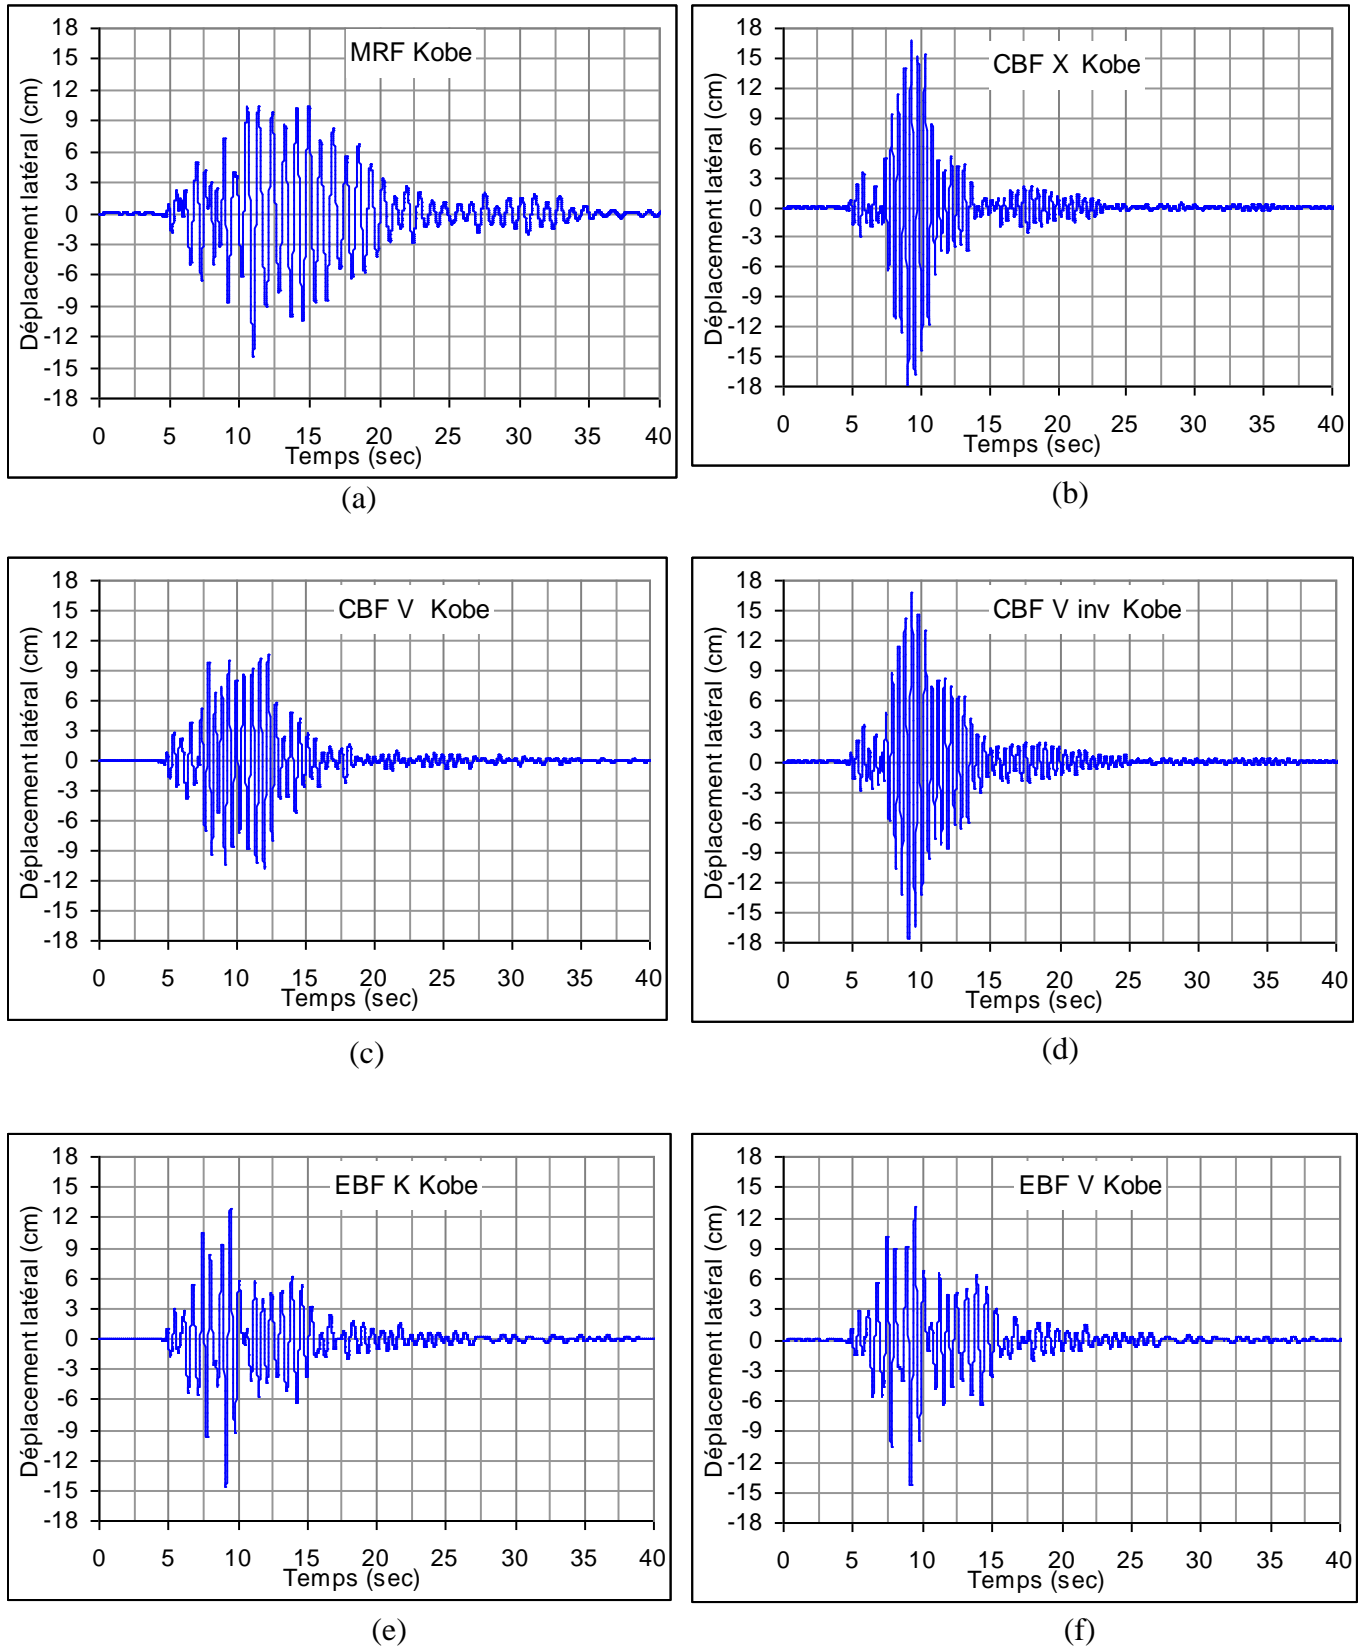 MRF Kobe
Déplacement latéral (cm)
18
15
12
9
6
3
0
-3
-6
-9
-12
-15
-18
0 5 10 15 20 25 30 35 40
Temps (sec)
(a)
CBF X Kobe
Déplacement latéral (cm)
18
15
12
9
6
3
0
-3
-6
-9
-12
-15
-18
0 5 10 15 20 25 30 35 40
Temps (sec)
(b)
CBF V Kobe
Déplacement latéral (cm)
18
15
12
9
6
3
0
-3
-6
-9
-12
-15
-18
0 5 10 15 20 25 30 35 40
Temps (sec)
(c)
CBF V inv Kobe
Déplacement latéral (cm)
18
15
12
9
6
3
0
-3
-6
-9
-12
-15
-18
0 5 10 15 20 25 30 35 40
Temps (sec)
(d)
EBF K Kobe
Déplacement latéral (cm)
18
15
12
9
6
3
0
-3
-6
-9
-12
-15
-18
0 5 10 15 20 25 30 35 40
Temps (sec)
(e)
EBF V Kobe
Déplacement latéral (cm)
18
15
12
9
6
3
0
-3
-6
-9
-12
-15
-18
0 5 10 15 20 25 30 35 40
Temps (sec)
(f)